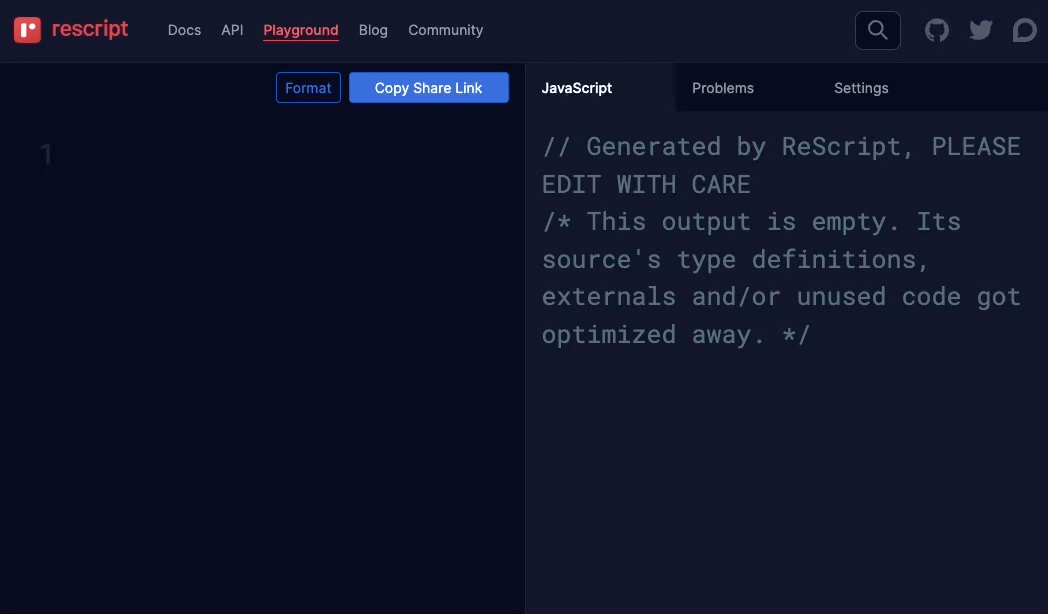 rescript
Docs API Playground Blog Community
Format Copy Share Link
JavaScript Problems Settings
1
// Generated by ReScript, PLEASE
EDIT WITH CARE
/* This output is empty. Its
source's type definitions,
externals and/or unused code got
optimized away. */